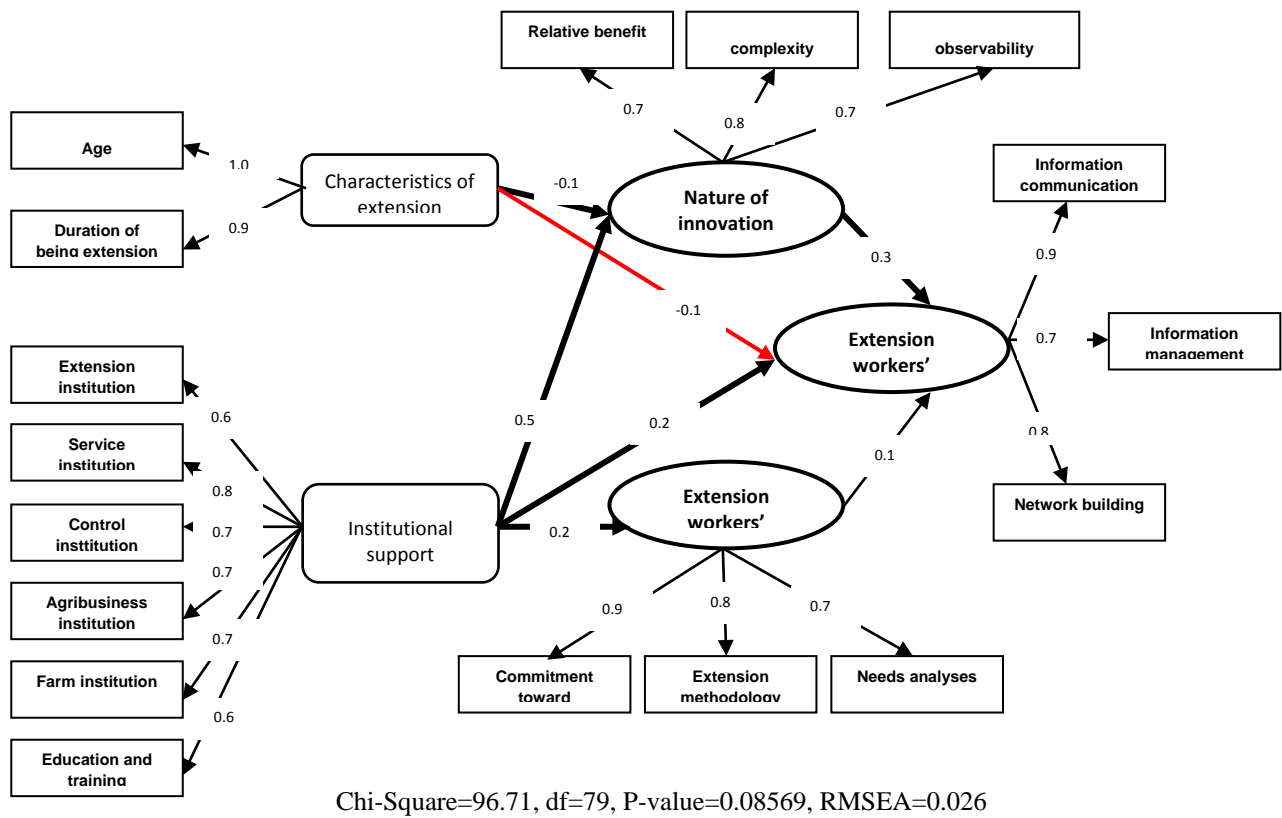 Relative benefit
complexity
observability
0.7
0.8
0.7
Age
1.0
Characteristics of
extension
-0.1
Nature of
innovation
Information
communication
Duration of
being extension
0.9
0.3
0.9
-0.1
Extension
workers'
0.7
Information
management
Extension
institution
0.6
0.5
0.2
0.8
Service
institution
0.8
0.1
Extension
workers'
Network building
Control
insttitution
0.7
Institutional
support
0.2
0.7
Agribusiness
institution
0.9
0.8
0.7
0.7
Farm institution
Commitment
toward
Extension
methodology
Needs analyses
0.6
Education and
training
Chi-Square=96.71, df=79, P-value=0.08569, RMSEA=0.026